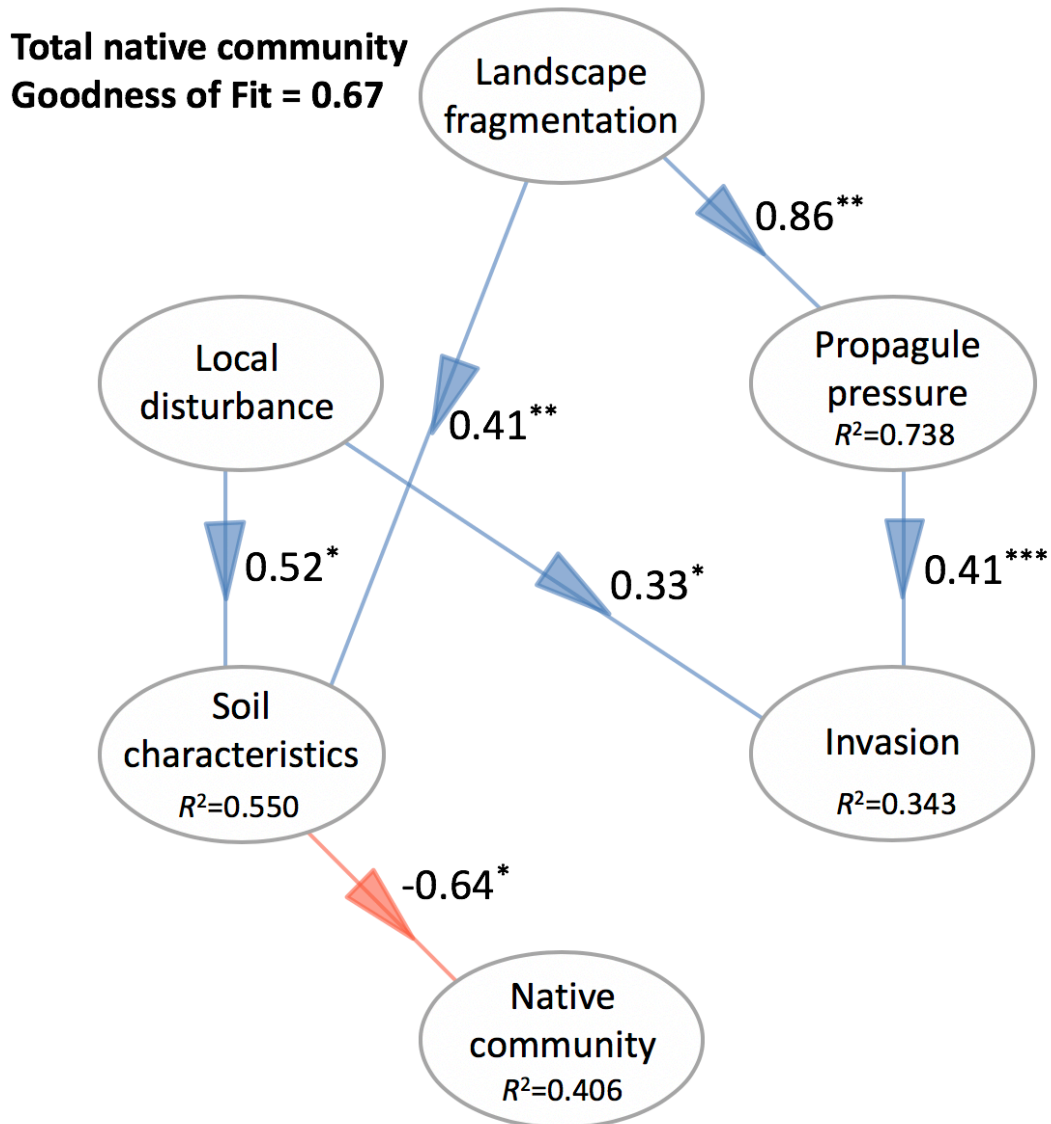 Total native community
Goodness of Fit = 0.67
Landscape
fragmentation
0.86**
Local
disturbance
Propagule
pressure
R²=0.738
0.41**
0.52*
0.33*
0.41***
Soil
characteristics
R²=0.550
Invasion
R²=0.343
-0.64*
Native
community
R²=0.406